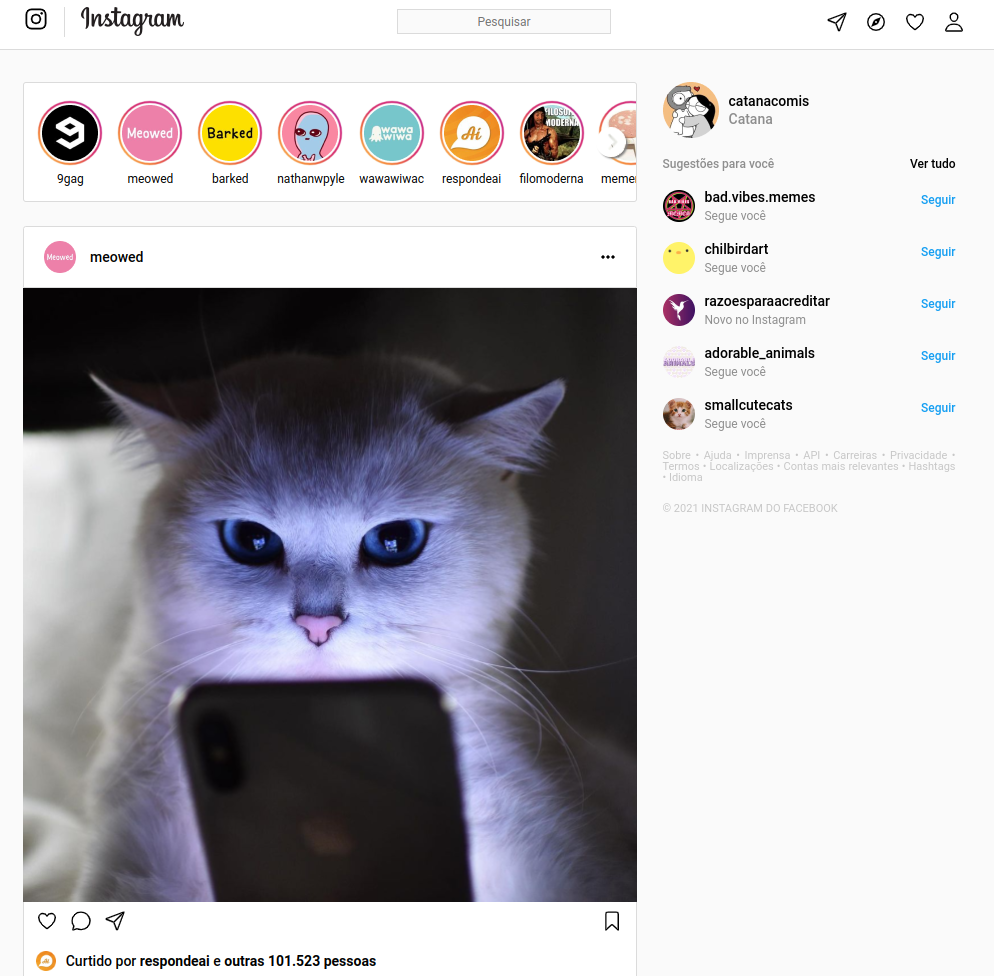 Instagram
Pesquisar
Meowed
Barked
wawa
wiwa
Ai
FILOSOFIA
MODERNA
9gag
meowed
barked
nathanwpyle
wawawiwac
respondeai
filomoderna
meme
catanacomis
Catana
Sugestões para você
Ver tudo
bad.vibes.memes
Segue você
Seguir
chilbirdart
Segue você
Seguir
razoesparaacreditar
Novo no Instagram
Seguir
adorable_animals
Segue você
Seguir
smallcutecats
Segue você
Seguir
Sobre • Ajuda • Imprensa • API • Carreiras • Privacidade •
Termos • Localizações • Contas mais relevantes • Hashtags
• Idioma
© 2021 INSTAGRAM DO FACEBOOK
Meowed
meowed
Curtido por respondeai e outras 101.523 pessoas